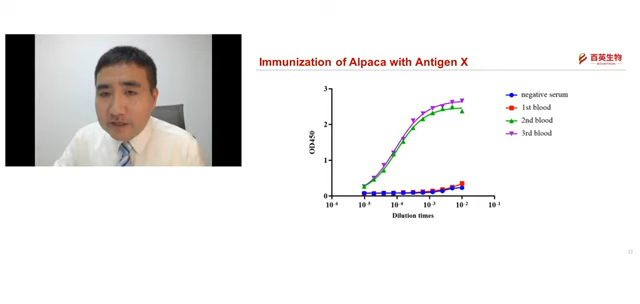 Immunization of Alpaca with Antigen X
百英生物
3
2
1
0
OD450
10⁻⁶
10⁻⁵
10⁻⁴
10⁻³
10⁻²
10⁻¹
Dilution times
negative serum
1st blood
2nd blood
3rd blood